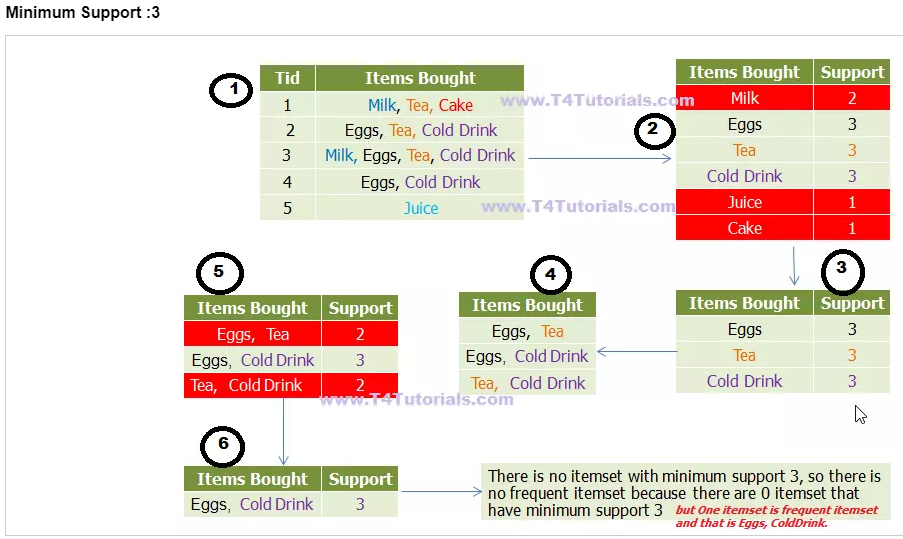 Minimum Support :3
1
Tid Items Bought
1 Milk, Tea, Cake
2 Eggs, Tea, Cold Drink
3 Milk, Eggs, Tea, Cold Drink
4 Eggs, Cold Drink
5 Juice
www.T4Tutorials.com
www.T4Tutorials.com
2
Items Bought Support
Milk 2
Eggs 3
Tea 3
Cold Drink 3
Juice 1
Cake 1
3
Items Bought Support
Eggs 3
Tea 3
Cold Drink 3
4
Items Bought
Eggs, Tea
Eggs, Cold Drink
Tea, Cold Drink
5
Items Bought Support
Eggs, Tea 2
Eggs, Cold Drink 3
Tea, Cold Drink 2
www.T4Tutorials.com
6
Items Bought Support
Eggs, Cold Drink 3
There is no itemset with minimum support 3, so there is
no frequent itemset because there are 0 itemset that
have minimum support 3 but One itemset is frequent itemset
and that is Eggs, ColdDrink.